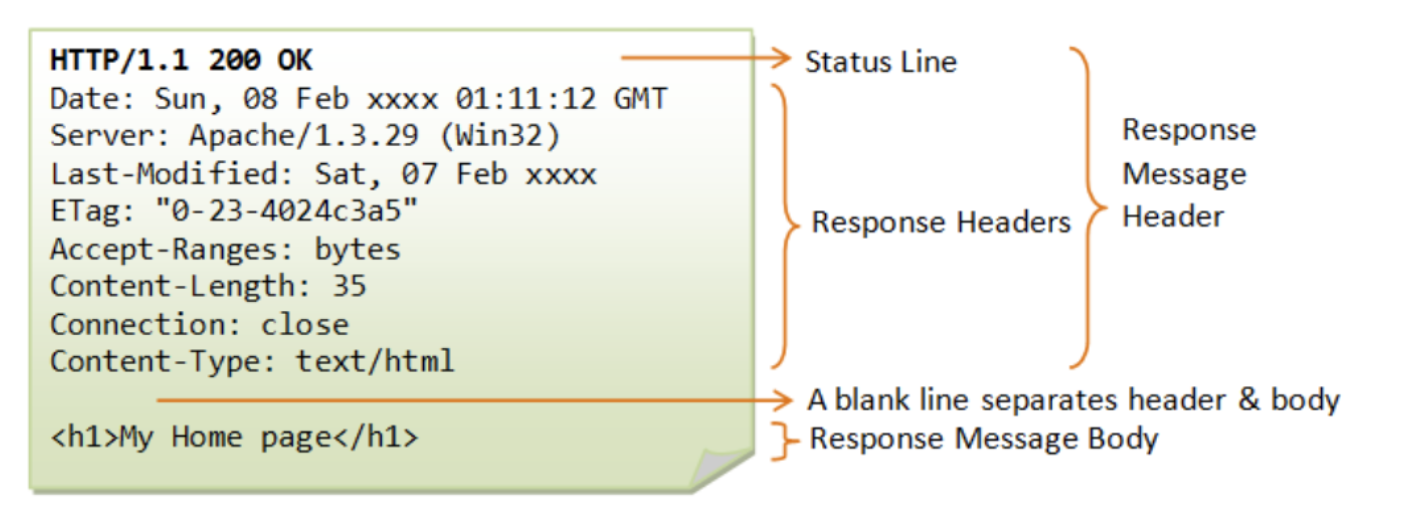 HTTP/1.1 200 OK
Date: Sun, 08 Feb xxxx 01:11:12 GMT
Server: Apache/1.3.29 (Win32)
Last-Modified: Sat, 07 Feb xxxx
ETag: "0-23-4024c3a5"
Accept-Ranges: bytes
Content-Length: 35
Connection: close
Content-Type: text/html
<h1>My Home page</h1>
Status Line
Response Headers
Response
Message
Header
A blank line separates header & body
Response Message Body